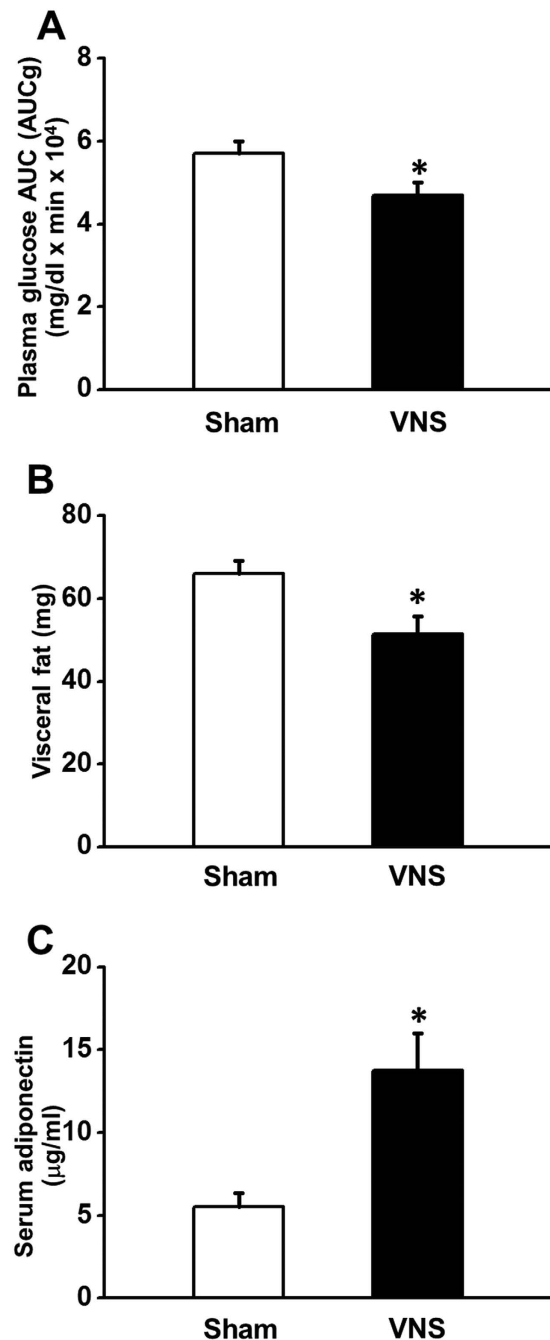 A
Plasma glucose AUC (AUCg)
(mg/dl x min x 10⁴)
8
6
4
2
0
*
Sham
VNS
B
Visceral fat (mg)
80
60
40
20
0
*
Sham
VNS
C
Serum adiponectin
(μg/ml)
20
15
10
5
0
*
Sham
VNS